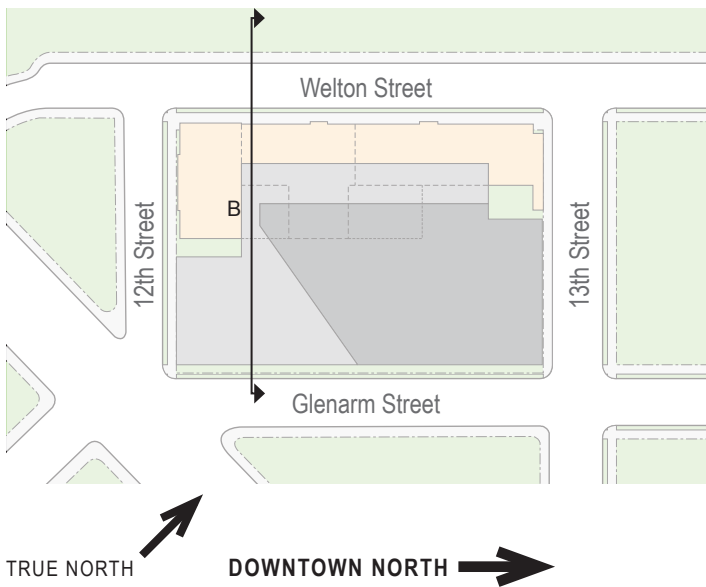 Welton Street
B
12th Street
13th Street
Glenarm Street
TRUE NORTH
DOWNTOWN NORTH